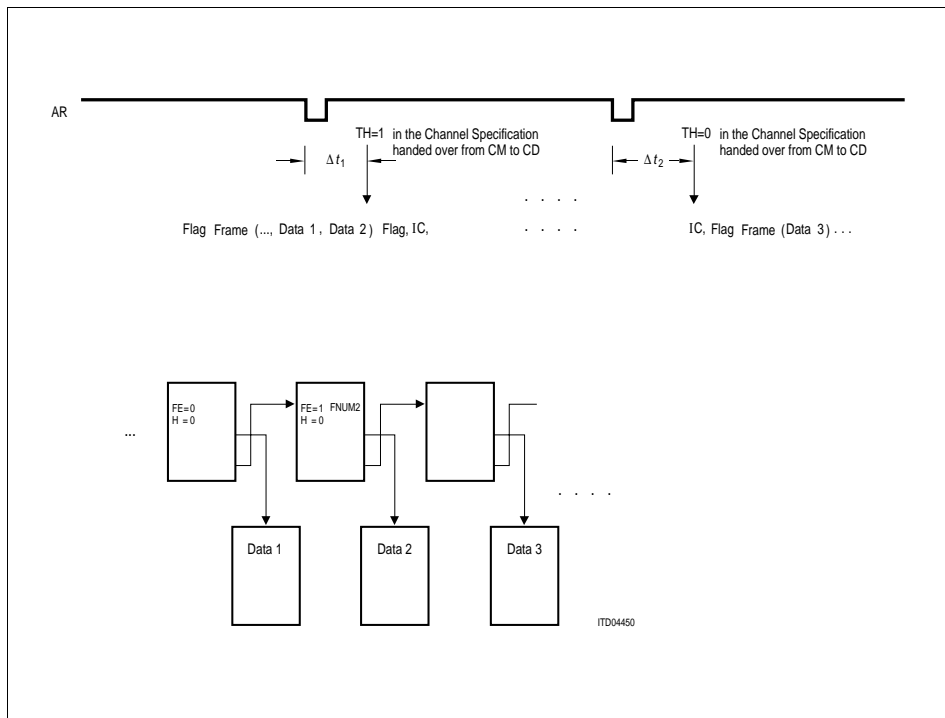 AR
TH=1 in the Channel Specification
handed over from CM to CD
TH=0 in the Channel Specification
handed over from CM to CD
Δt1
Δt2
. . . .
Flag Frame (..., Data 1, Data 2) Flag, IC,
. . . .
IC, Flag Frame (Data 3) . . .
FE=0
H = 0
FE=1 FNUM2
H = 0
...
. . . .
Data 1
Data 2
Data 3
ITD04450